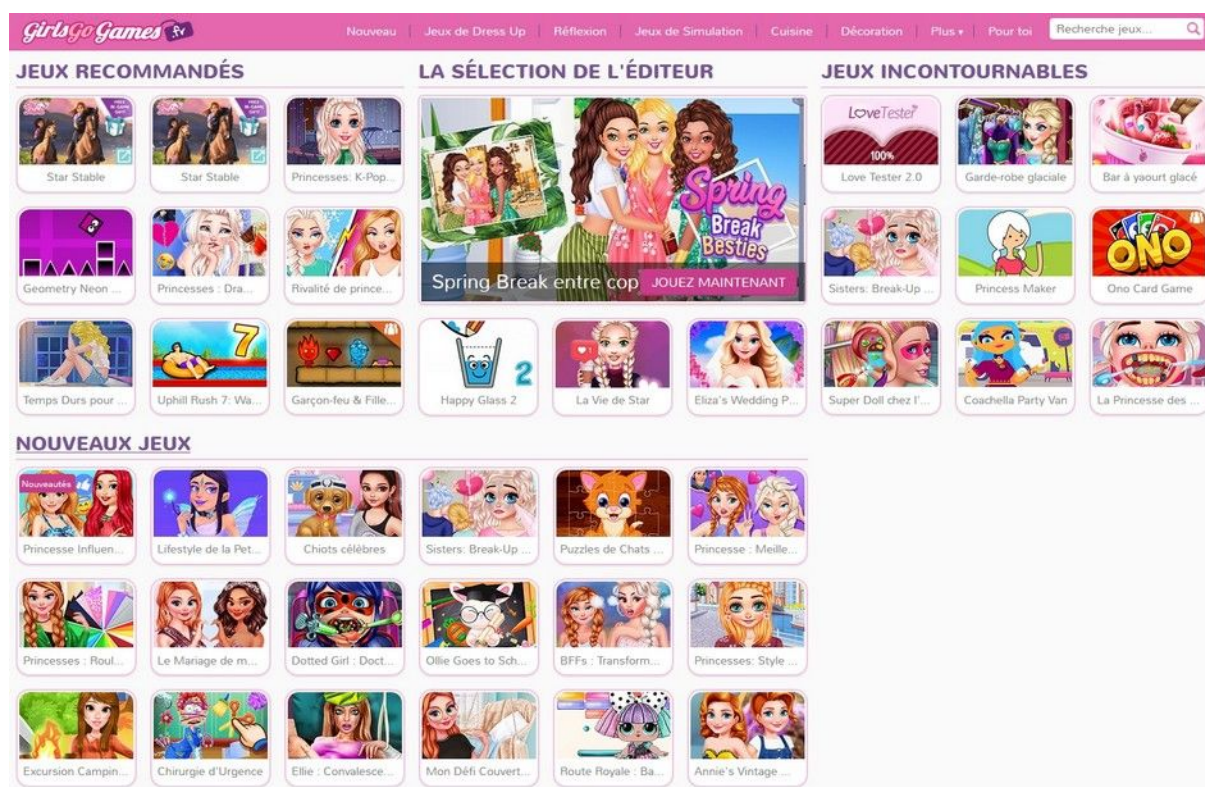 GirlsGoGames .fr
Nouveau
Jeux de Dress Up
Réflexion
Jeux de Simulation
Cuisine
Décoration
Plus
Pour toi
Recherche jeux...
JEUX RECOMMANDÉS
Star Stable
Star Stable
Princesses: K-Pop...
Geometry Neon ...
Princesses : Dra...
Rivalité de prince...
7
Temps Durs pour ...
Uphill Rush 7: Wa...
Garçon-feu & Fille...
LA SÉLECTION DE L'ÉDITEUR
Spring
Break
Besties
Spring Break entre cop
JOUEZ MAINTENANT
2
Happy Glass 2
La Vie de Star
Eliza's Wedding P...
JEUX INCONTOURNABLES
LoveTester
100%
Love Tester 2.0
Garde-robe glaciale
Bar à yaourt glacé
ONO
Sisters: Break-Up ...
Princess Maker
Ono Card Game
Super Doll chez l'...
Coachella Party Van
La Princesse des ...
NOUVEAUX JEUX
Nouveautés
Princesse Influen...
Lifestyle de la Pet...
Chiots célèbres
Sisters: Break-Up ...
Puzzles de Chats ...
Princesse : Meille...
Princesses : Roul...
Le Mariage de m...
Dotted Girl : Doct...
Ollie Goes to Sch...
BFFs : Transform...
Princesses: Style ...
Excursion Campin...
Chirurgie d'Urgence
Ellie : Convalesce...
Mon Défi Couvert...
Route Royale : Ba...
Annie's Vintage ...